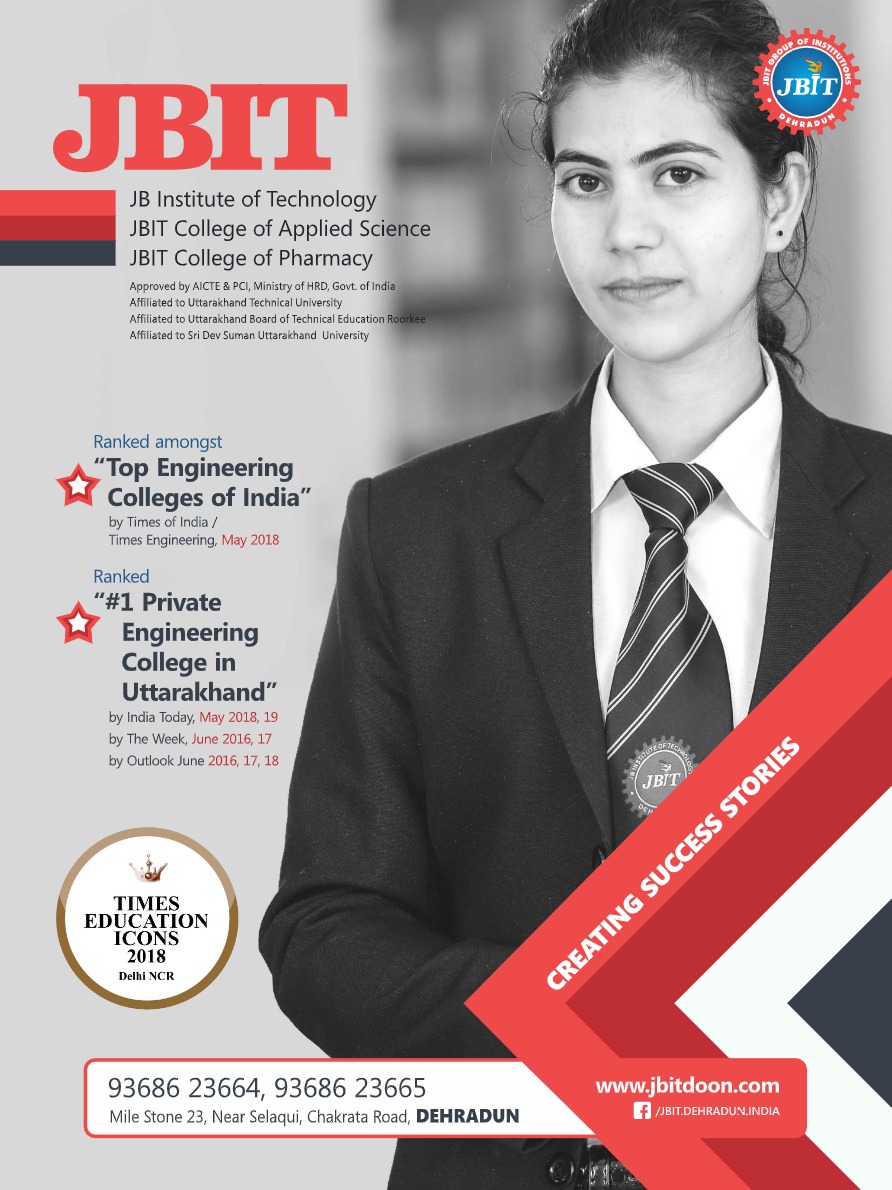 JBIT
JB Institute of Technology
JBIT College of Applied Science
JBIT College of Pharmacy
Approved by AICTE & PCI, Ministry of HRD, Govt. of India
Affiliated to Uttarakhand Technical University
Affiliated to Uttarakhand Board of Technical Education Roorkee
Affiliated to Sri Dev Suman Uttarakhand University
JBIT GROUP OF INSTITUTIONS
JBIT
• DEHRADUN •
Ranked amongst
“Top Engineering
Colleges of India”
by Times of India /
Times Engineering, May 2018
Ranked
“#1 Private
Engineering
College in
Uttarakhand”
by India Today, May 2018, 19
by The Week, June 2016, 17
by Outlook June 2016, 17, 18
JB INSTITUTE OF TECHNOLOGY
JBIT
CREATING SUCCESS STORIES
TIMES
EDUCATION
ICONS
2018
Delhi NCR
93686 23664, 93686 23665
Mile Stone 23, Near Selaqui, Chakrata Road, DEHRADUN
www.jbitdoon.com
/JBIT.DEHRADUN.INDIA